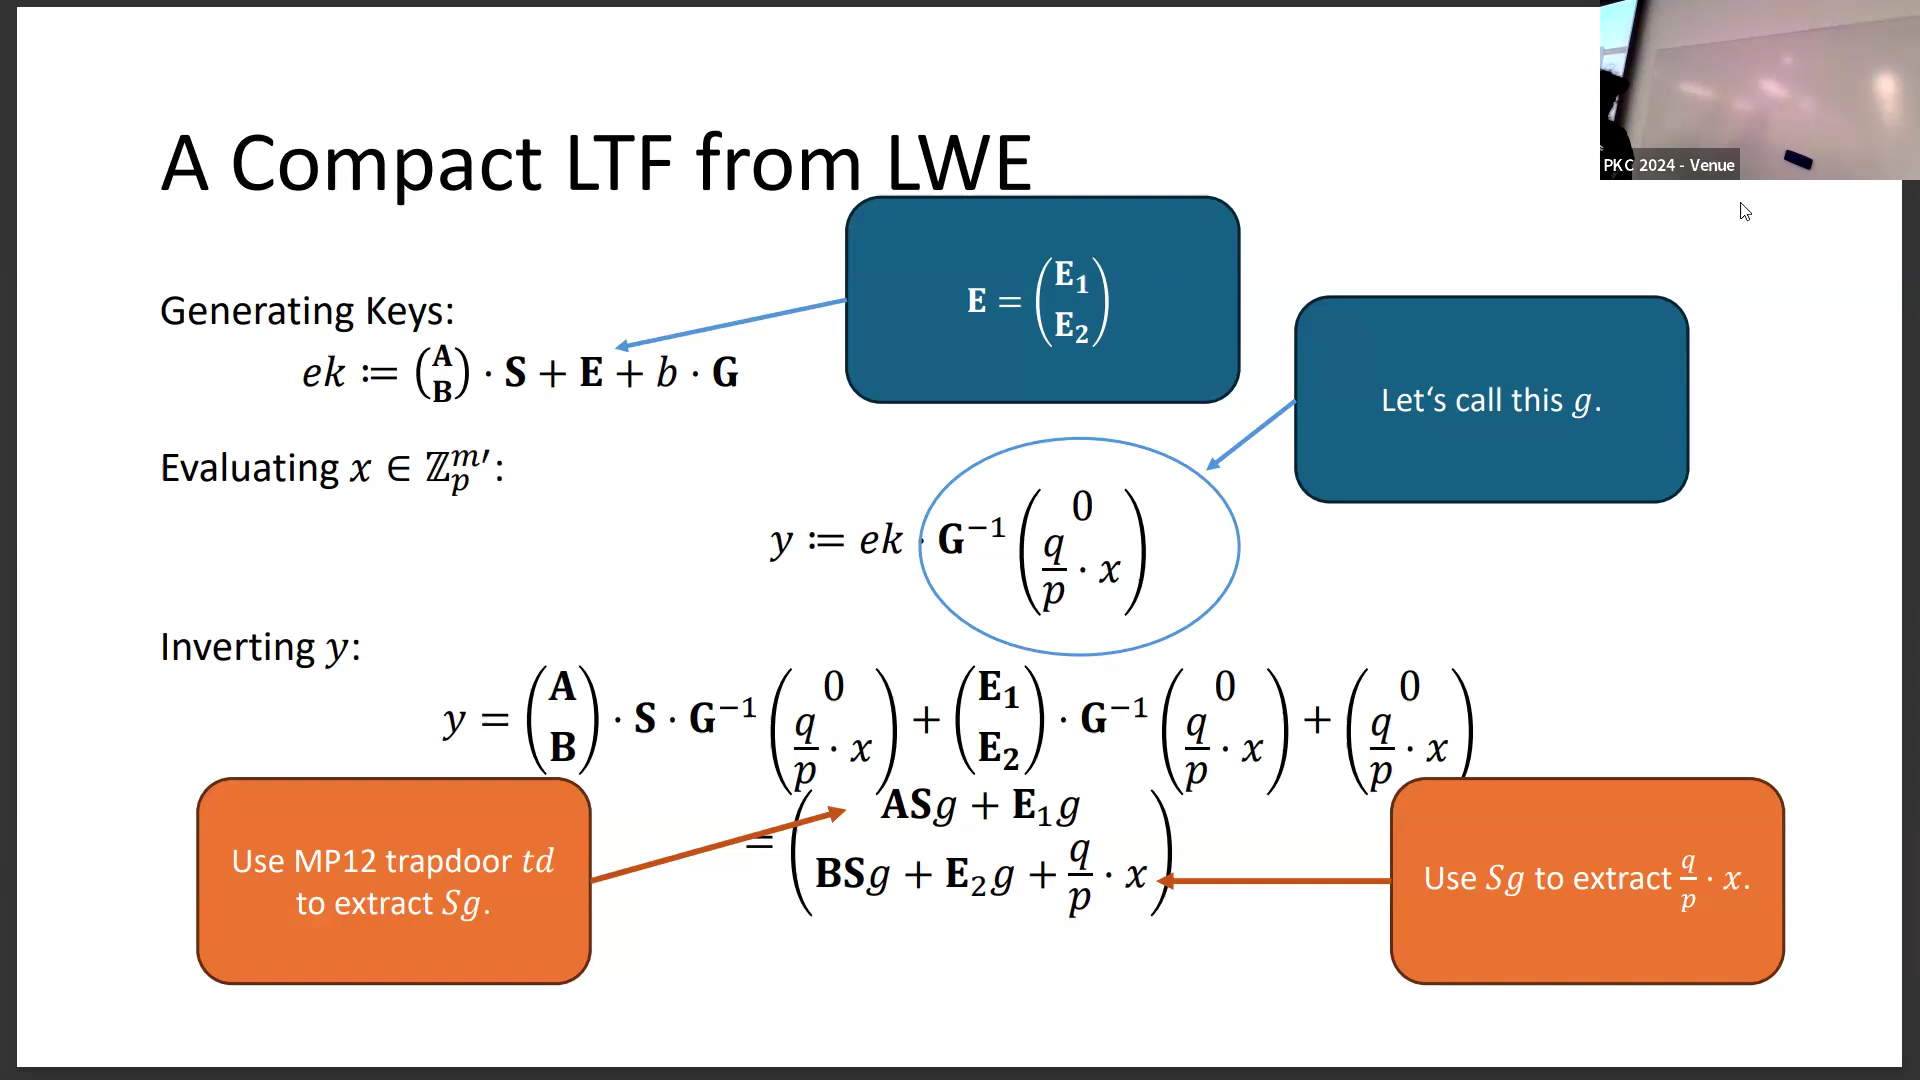 PKC 2024 - Venue
A Compact LTF from LWE
E = (E₁ E₂)
Generating Keys:
ek ≔ (A B) · S + E + b · G
Let‘s call this g.
Evaluating x ∈ ℤₚᵐ′:
y ≔ ek · G⁻¹ (0 q/p · x)
Inverting y:
y = (A B) · S · G⁻¹ (0 q/p · x) + (E₁ E₂) · G⁻¹ (0 q/p · x) + (0 q/p · x)
= (ASg + E₁g
BSg + E₂g + q/p · x)
Use MP12 trapdoor td
to extract Sg.
Use Sg to extract q/p · x.